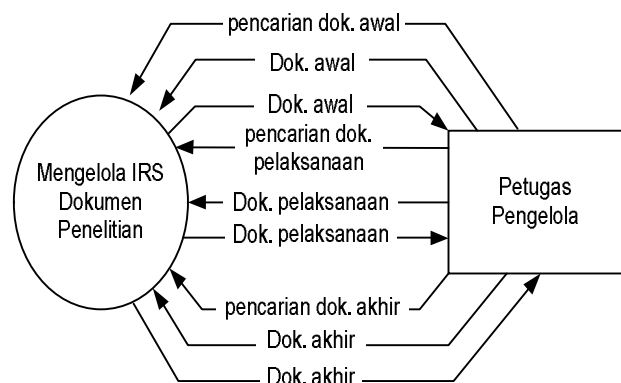 pencarian dok. awal
Dok. awal
Dok. awal
pencarian dok.
pelaksanaan
Mengelola IRS
Dokumen
Penelitian
Petugas
Pengelola
Dok. pelaksanaan
Dok. pelaksanaan
pencarian dok. akhir
Dok. akhir
Dok. akhir